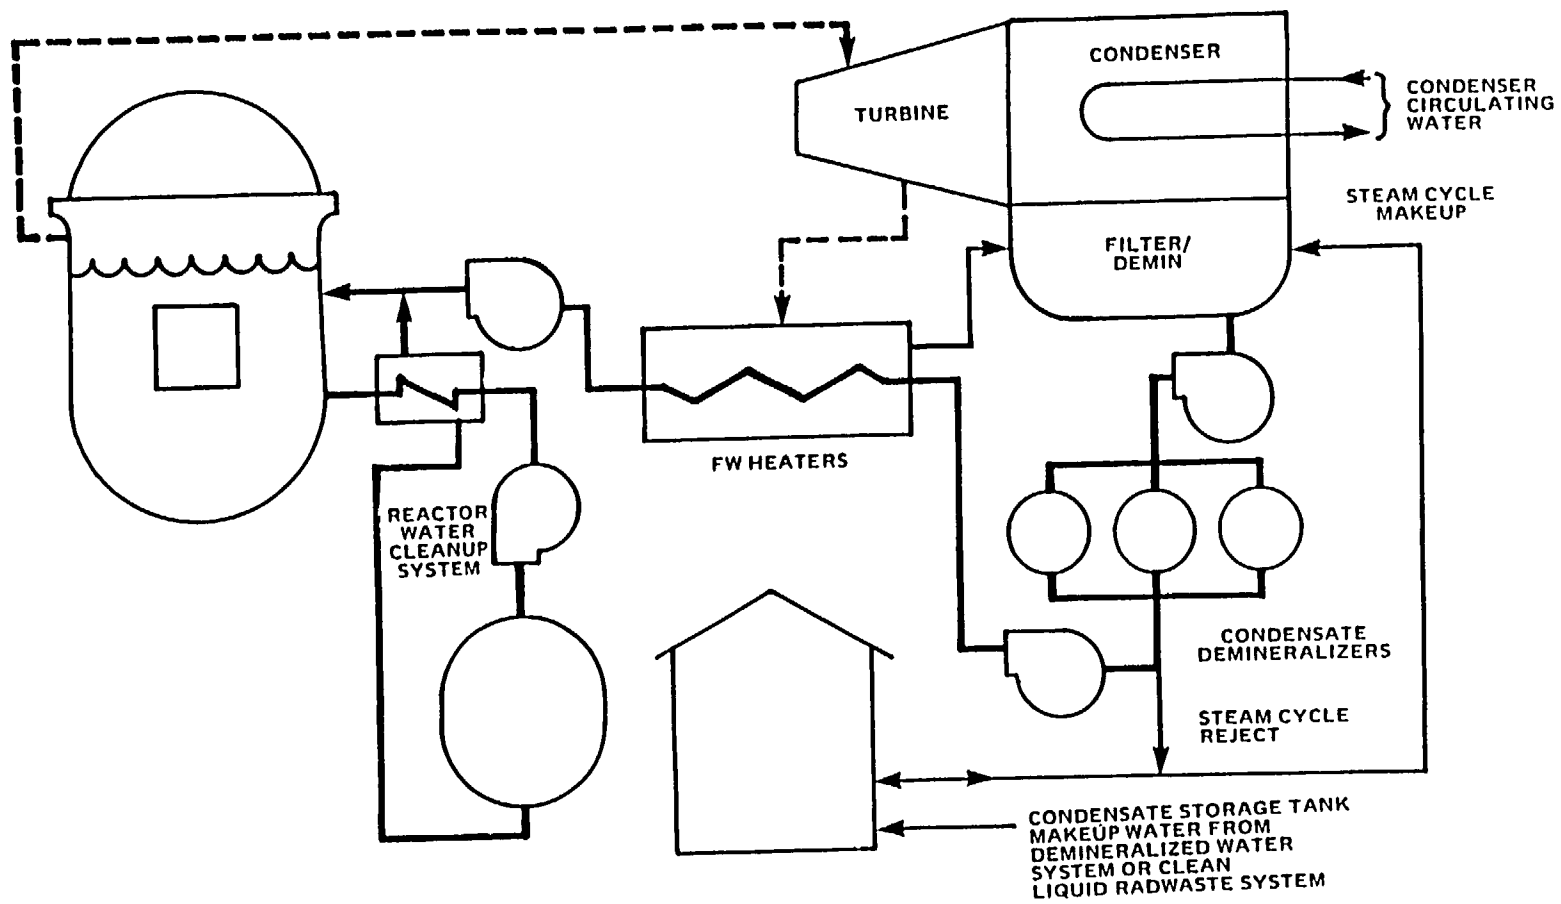 CONDENSER
TURBINE
CONDENSER
CIRCULATING
WATER
STEAM CYCLE
MAKEUP
FILTER/
DEMIN
FW HEATERS
REACTOR
WATER
CLEANUP
SYSTEM
CONDENSATE
DEMINERALIZERS
STEAM CYCLE
REJECT
CONDENSATE STORAGE TANK
MAKEUP WATER FROM
DEMINERALIZED WATER
SYSTEM OR CLEAN
LIQUID RADWASTE SYSTEM